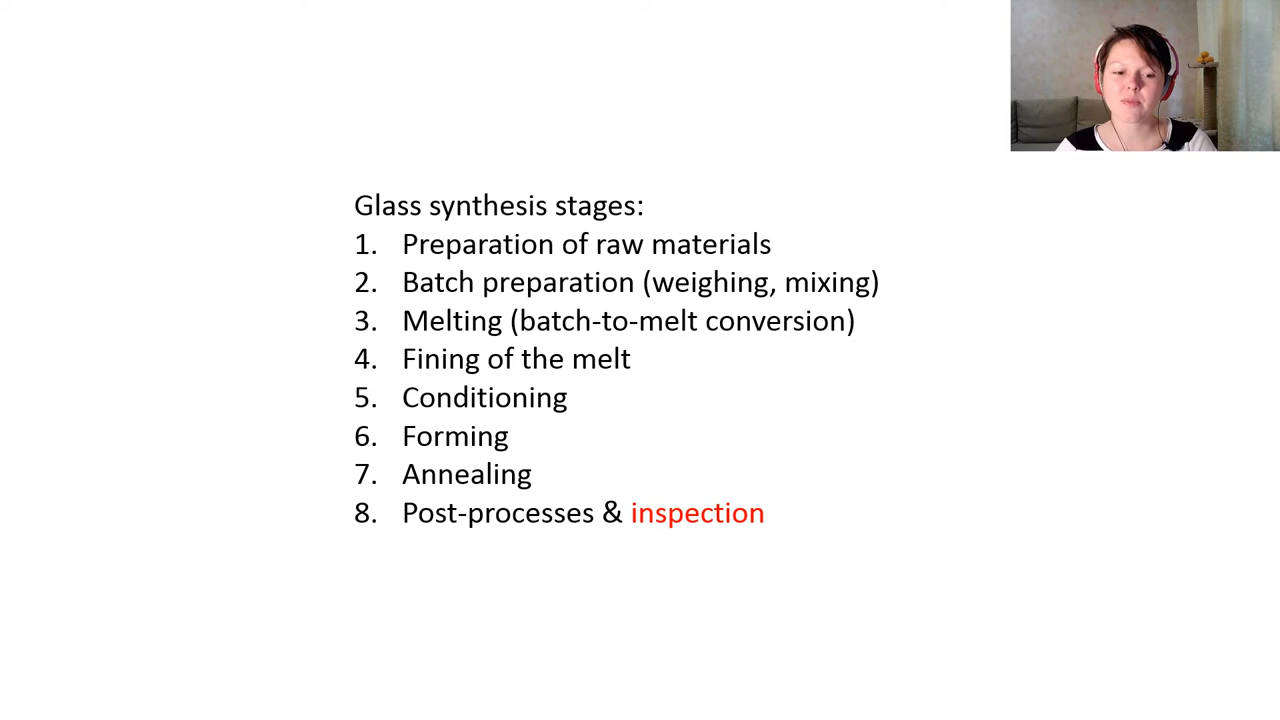 Glass synthesis stages:
1. Preparation of raw materials
2. Batch preparation (weighing, mixing)
3. Melting (batch-to-melt conversion)
4. Fining of the melt
5. Conditioning
6. Forming
7. Annealing
8. Post-processes & inspection